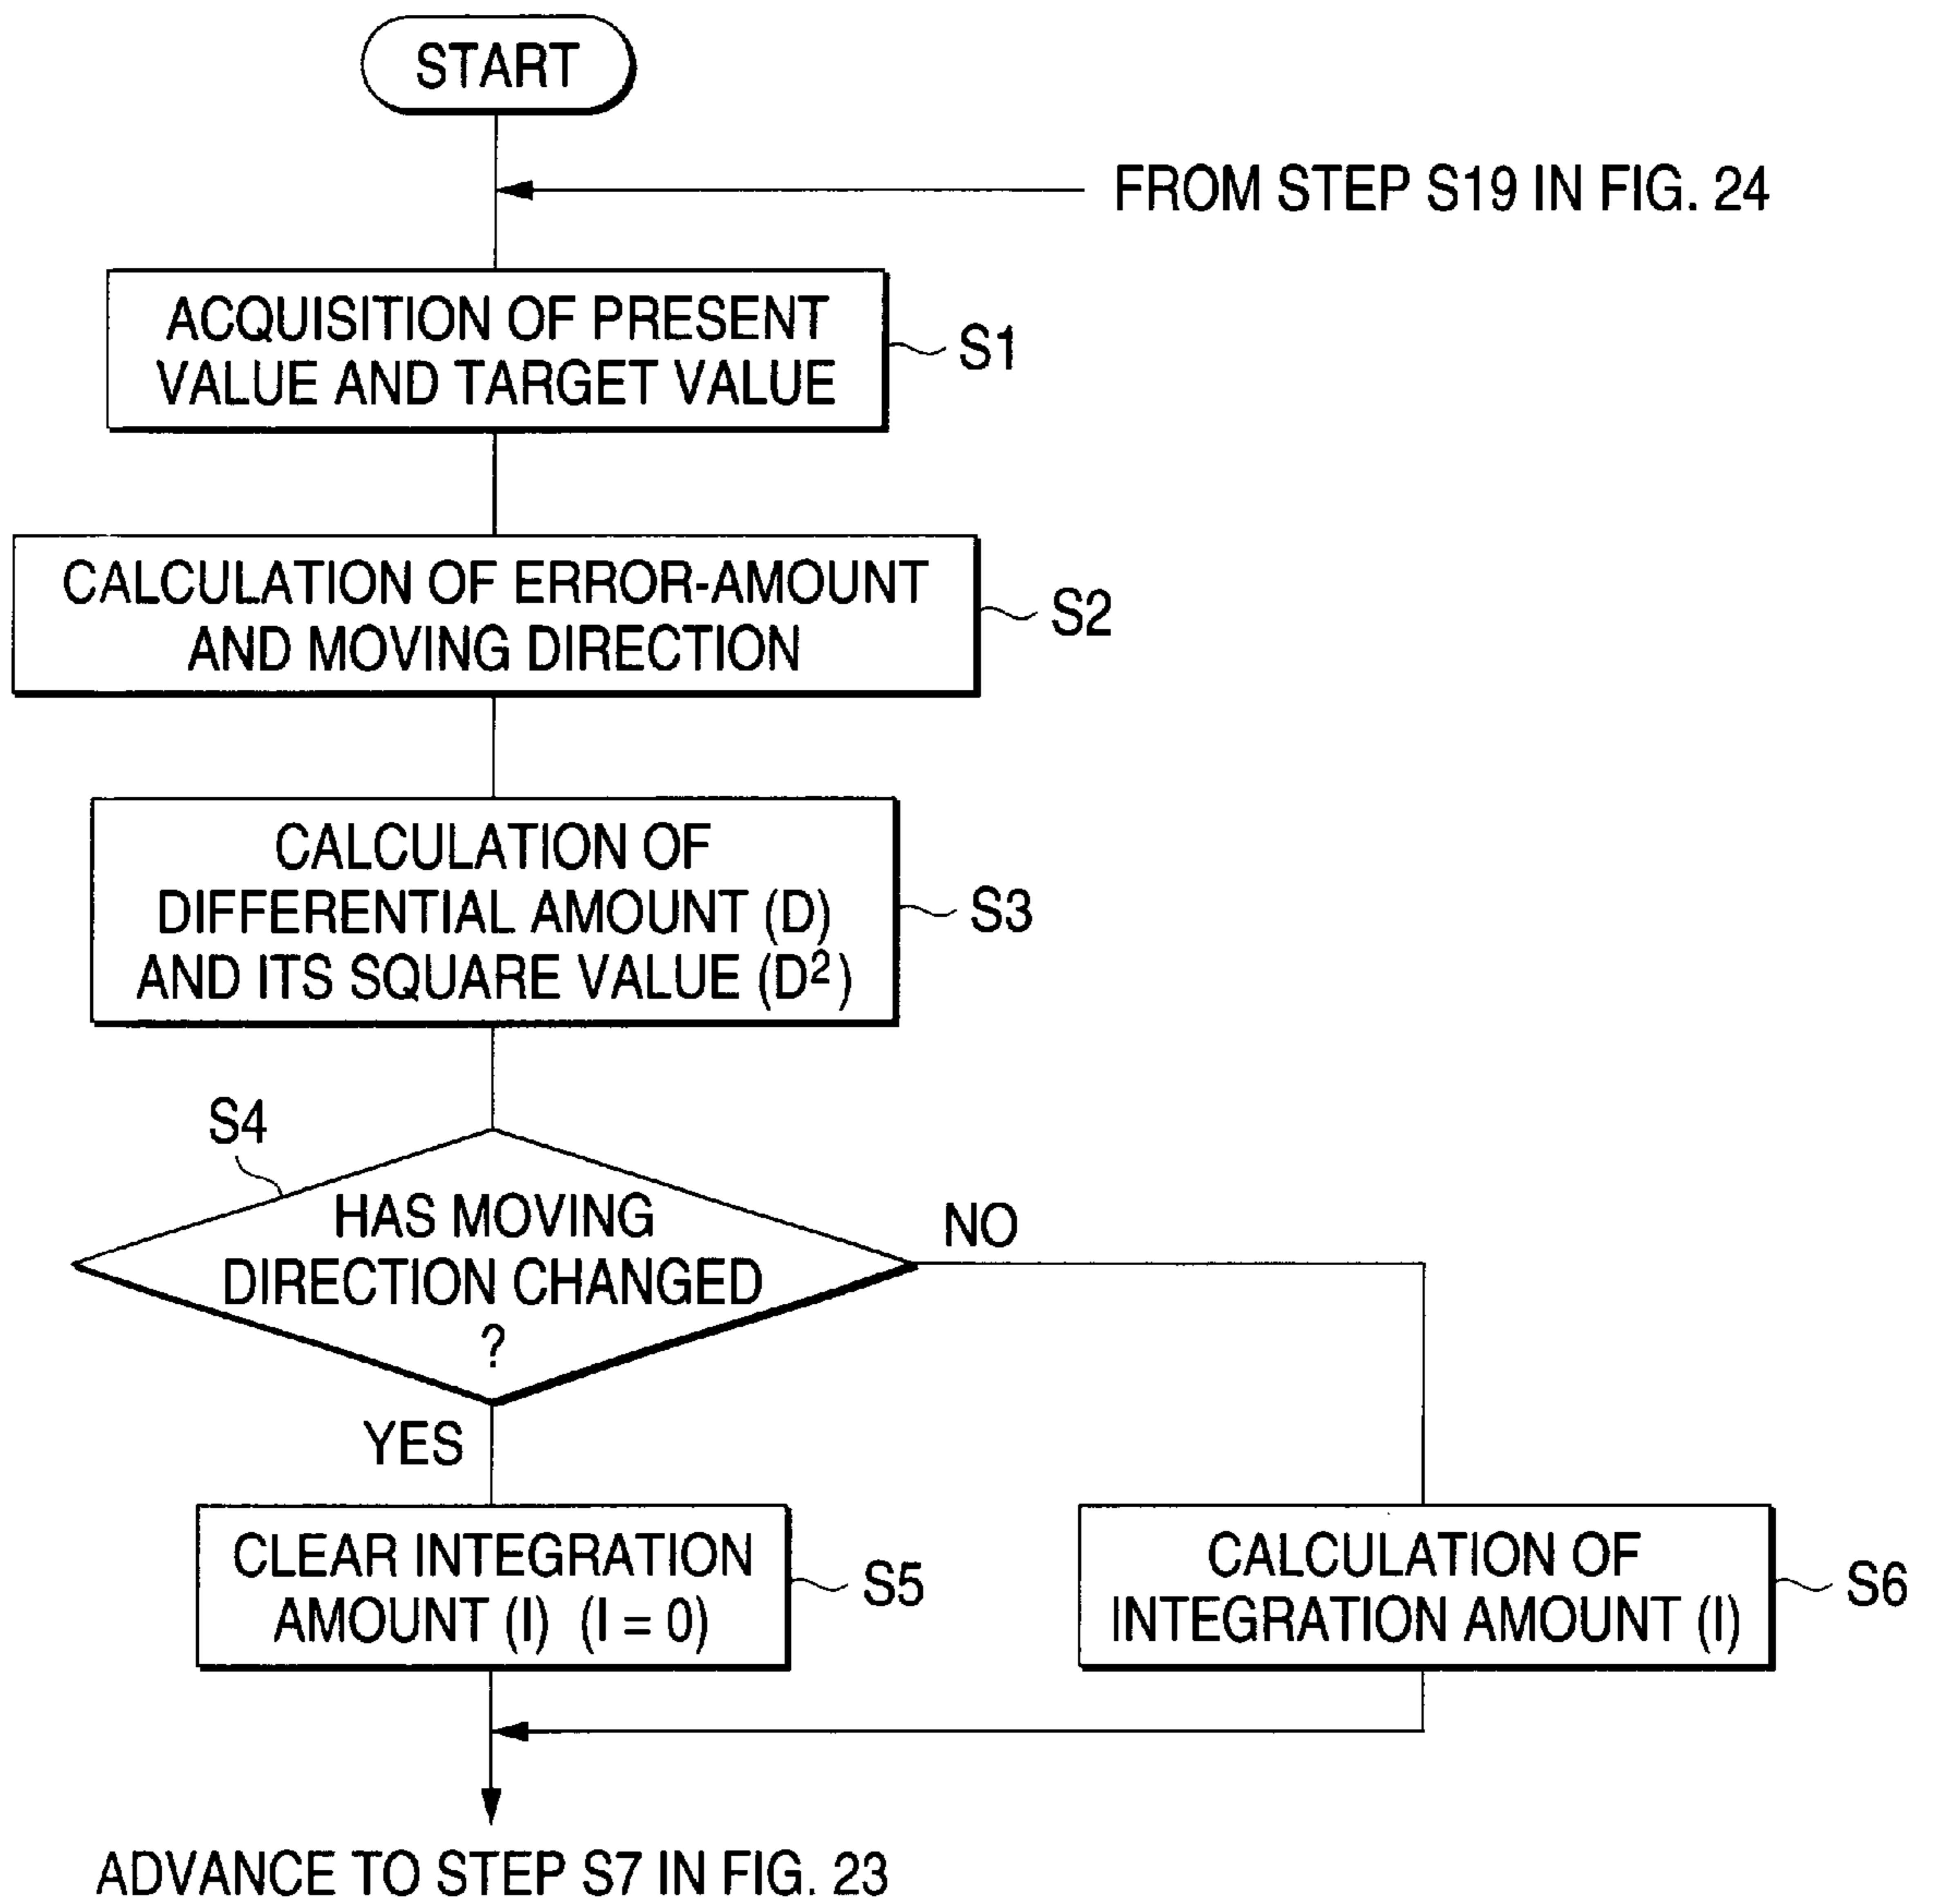 START
FROM STEP S19 IN FIG. 24
ACQUISITION OF PRESENT
VALUE AND TARGET VALUE
S1
CALCULATION OF ERROR-AMOUNT
AND MOVING DIRECTION
S2
CALCULATION OF
DIFFERENTIAL AMOUNT (D)
AND ITS SQUARE VALUE (D²)
S3
S4
HAS MOVING
DIRECTION CHANGED
?
NO
YES
CLEAR INTEGRATION
AMOUNT (I) (I = 0)
S5
CALCULATION OF
INTEGRATION AMOUNT (I)
S6
ADVANCE TO STEP S7 IN FIG. 23